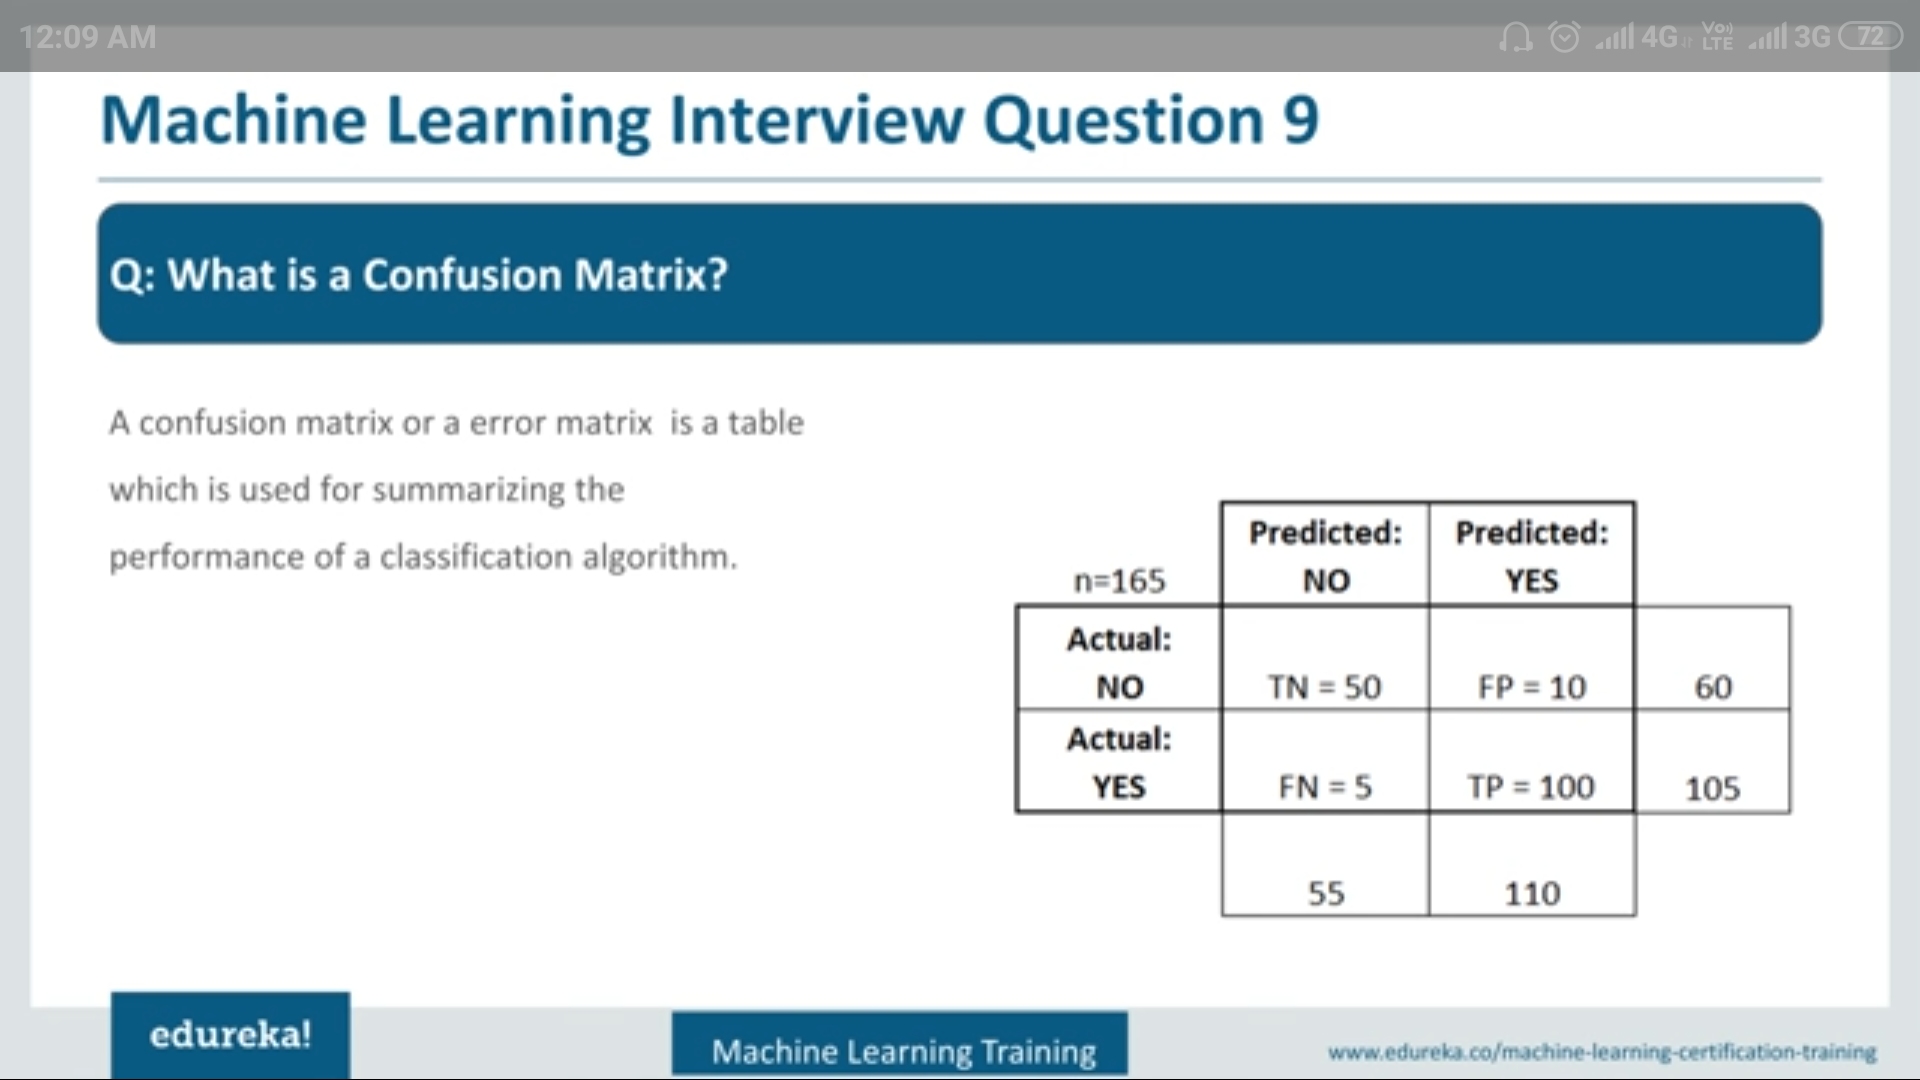 12:09 AM
4G VoLTE 3G 72
Machine Learning Interview Question 9
Q: What is a Confusion Matrix?
A confusion matrix or a error matrix is a table
which is used for summarizing the
performance of a classification algorithm.
n=165
Predicted: NO
Predicted: YES
Actual: NO
TN = 50
FP = 10
60
Actual: YES
FN = 5
TP = 100
105
55
110
edureka!
Machine Learning Training
www.edureka.co/machine-learning-certification-training